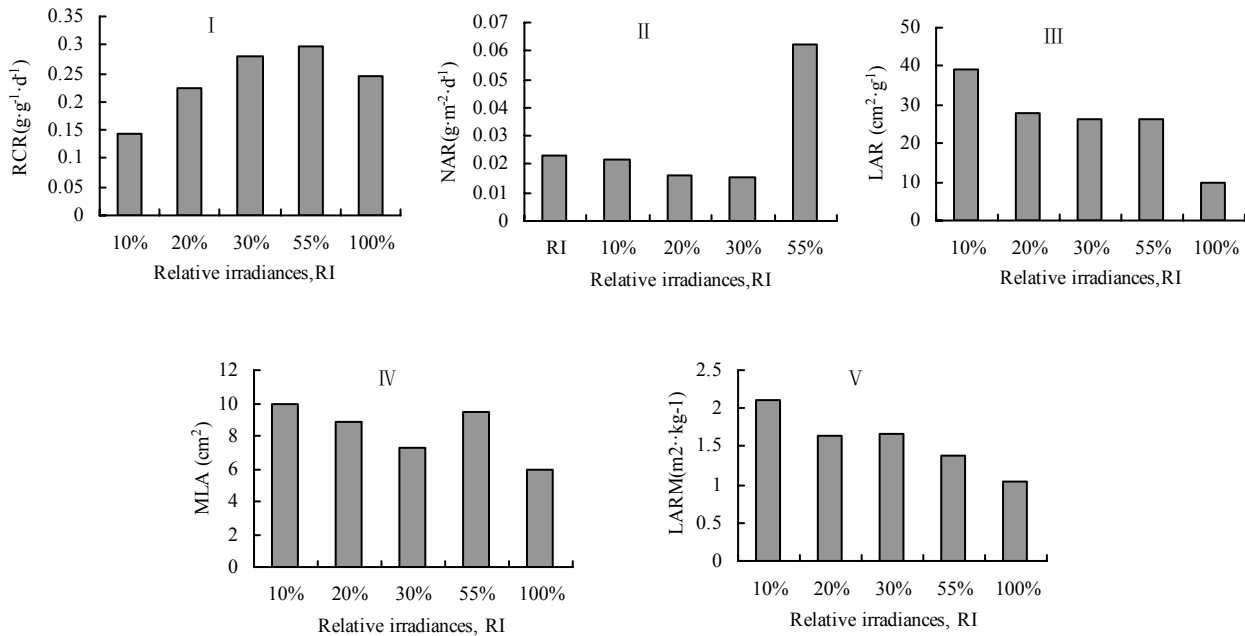 I
RCR(g·g⁻¹·d⁻¹)
0.35
0.3
0.25
0.2
0.15
0.1
0.05
0
10% 20% 30% 55% 100%
Relative irradiances,RI
II
NAR(g·m⁻²·d⁻¹)
0.07
0.06
0.05
0.04
0.03
0.02
0.01
0
RI 10% 20% 30% 55%
Relative irradiances,RI
III
LAR (cm²·g⁻¹)
50
40
30
20
10
0
10% 20% 30% 55% 100%
Relative irradiances,RI
IV
MLA (cm²)
12
10
8
6
4
2
0
10% 20% 30% 55% 100%
Relative irradiances, RI
V
LARM(m2··kg-1)
2.5
2
1.5
1
0.5
0
10% 20% 30% 55% 100%
Relative irradiances, RI